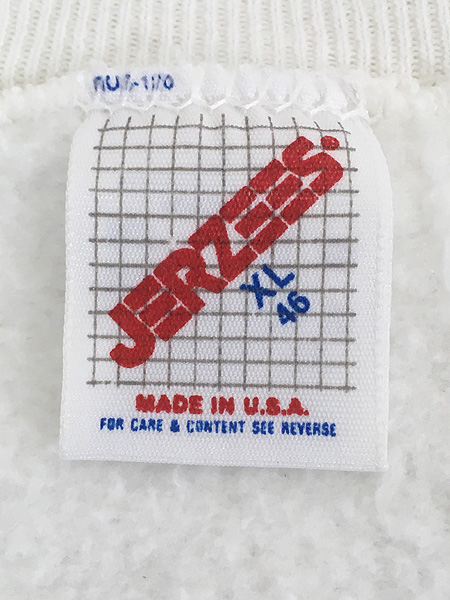 JERZEES
XL
46
MADE IN U.S.A.
FOR CARE & CONTENT SEE REVERSE